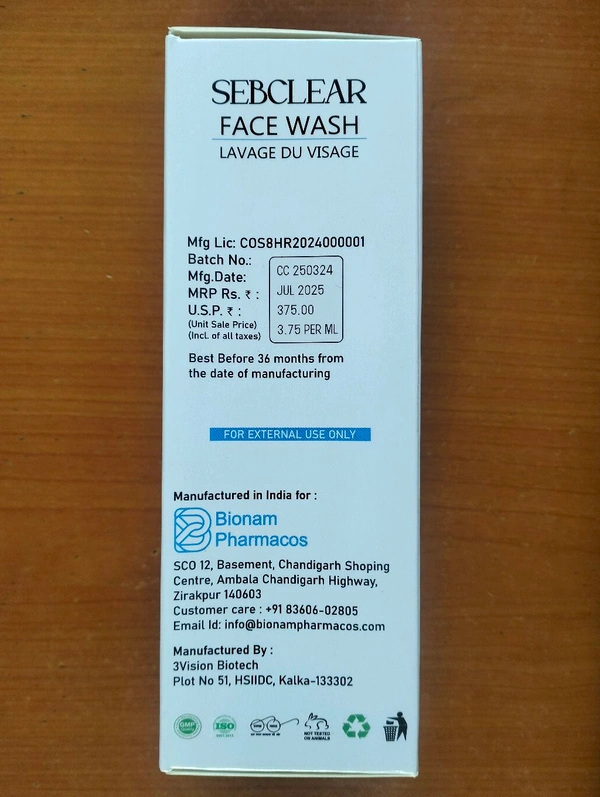 SEBCLEAR
FACE WASH
LAVAGE DU VISAGE
Mfg Lic: COS8HR2024000001
Batch No.: CC 250324
Mfg.Date: JUL 2025
MRP Rs. ₹ : 375.00
U.S.P. ₹ : 3.75 PER ML
(Unit Sale Price)
(Incl. of all taxes)
Best Before 36 months from
the date of manufacturing
FOR EXTERNAL USE ONLY
Manufactured in India for :
Bionam
Pharmacos
SCO 12, Basement, Chandigarh Shoping
Centre, Ambala Chandigarh Highway,
Zirakpur 140603
Customer care : +91 83606-02805
Email Id: info@bionampharmacos.com
Manufactured By :
3Vision Biotech
Plot No 51, HSIIDC, Kalka-133302
GMP
ISO
NOT TESTED
ON ANIMALS